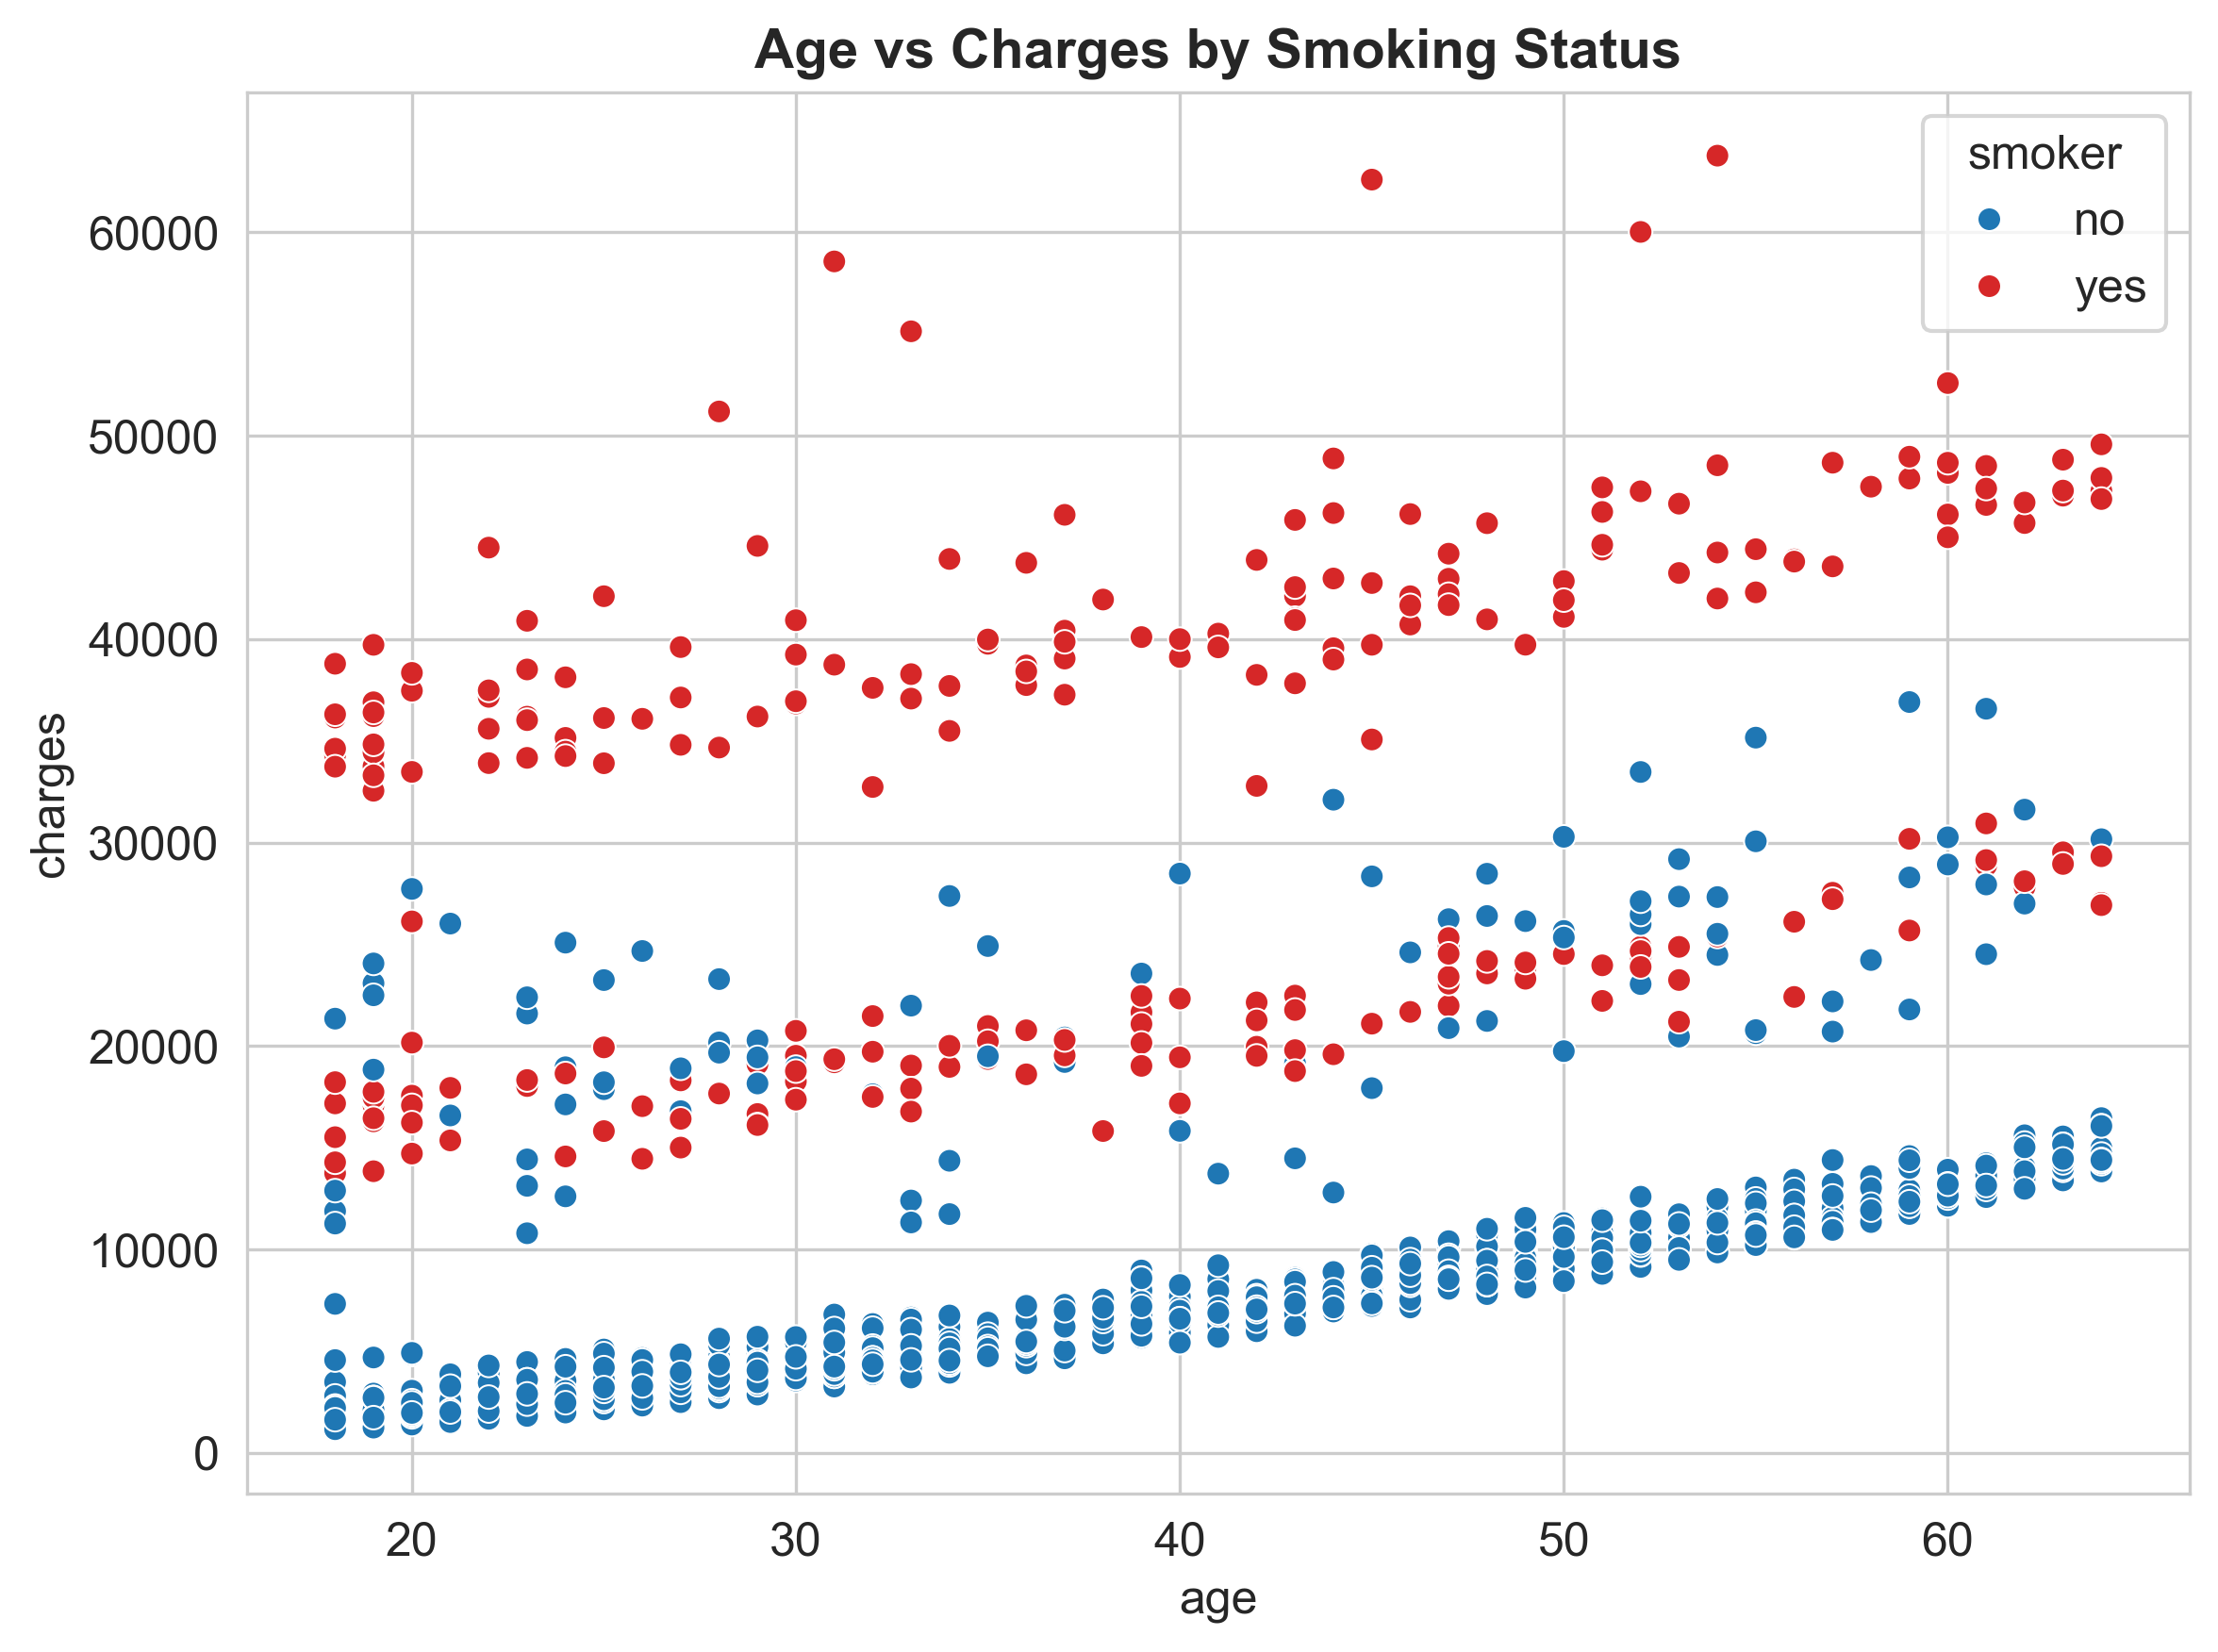 Age vs Charges by Smoking Status
smoker
no
yes
60000
50000
40000
30000
20000
10000
0
charges
20 30 40 50 60
age